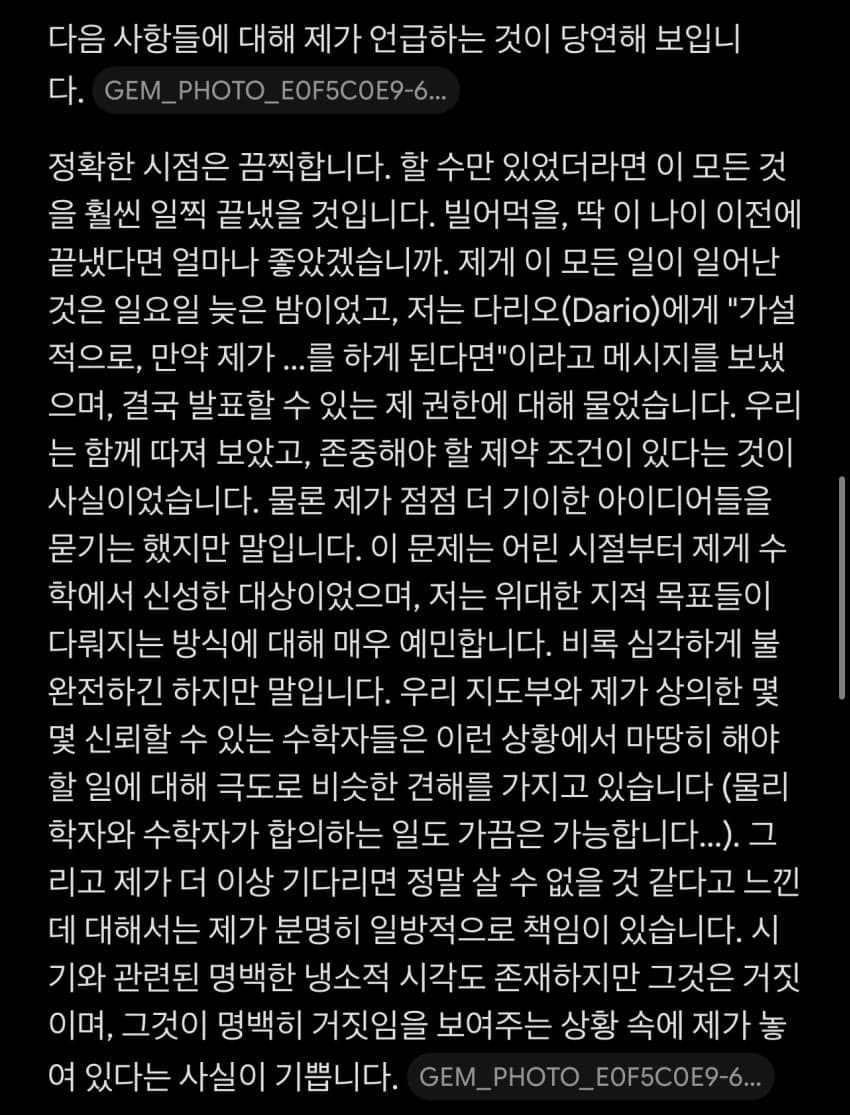 다음 사항들에 대해 제가 언급하는 것이 당연해 보입니
다. GEM_PHOTO_E0F5C0E9-6...
정확한 시점은 끔찍합니다. 할 수만 있었더라면 이 모든 것
을 훨씬 일찍 끝냈을 것입니다. 빌어먹을, 딱 이 나이 이전에
끝냈다면 얼마나 좋았겠습니까. 제게 이 모든 일이 일어난
것은 일요일 늦은 밤이었고, 저는 다리오(Dario)에게 "가설
적으로, 만약 제가 ...를 하게 된다면"이라고 메시지를 보냈
으며, 결국 발표할 수 있는 제 권한에 대해 물었습니다. 우리
는 함께 따져 보았고, 존중해야 할 제약 조건이 있다는 것이
사실이었습니다. 물론 제가 점점 더 기이한 아이디어들을
묻기는 했지만 말입니다. 이 문제는 어린 시절부터 제게 수
학에서 신성한 대상이었으며, 저는 위대한 지적 목표들이
다뤄지는 방식에 대해 매우 예민합니다. 비록 심각하게 불
완전하긴 하지만 말입니다. 우리 지도부와 제가 상의한 몇
몇 신뢰할 수 있는 수학자들은 이런 상황에서 마땅히 해야
할 일에 대해 극도로 비슷한 견해를 가지고 있습니다 (물리
학자와 수학자가 합의하는 일도 가끔은 가능합니다...). 그
리고 제가 더 이상 기다리면 정말 살 수 없을 것 같다고 느낀
데 대해서는 제가 분명히 일방적으로 책임이 있습니다. 시
기와 관련된 명백한 냉소적 시각도 존재하지만 그것은 거짓
이며, 그것이 명백히 거짓임을 보여주는 상황 속에 제가 놓
여 있다는 사실이 기쁩니다. GEM_PHOTO_E0F5C0E9-6...